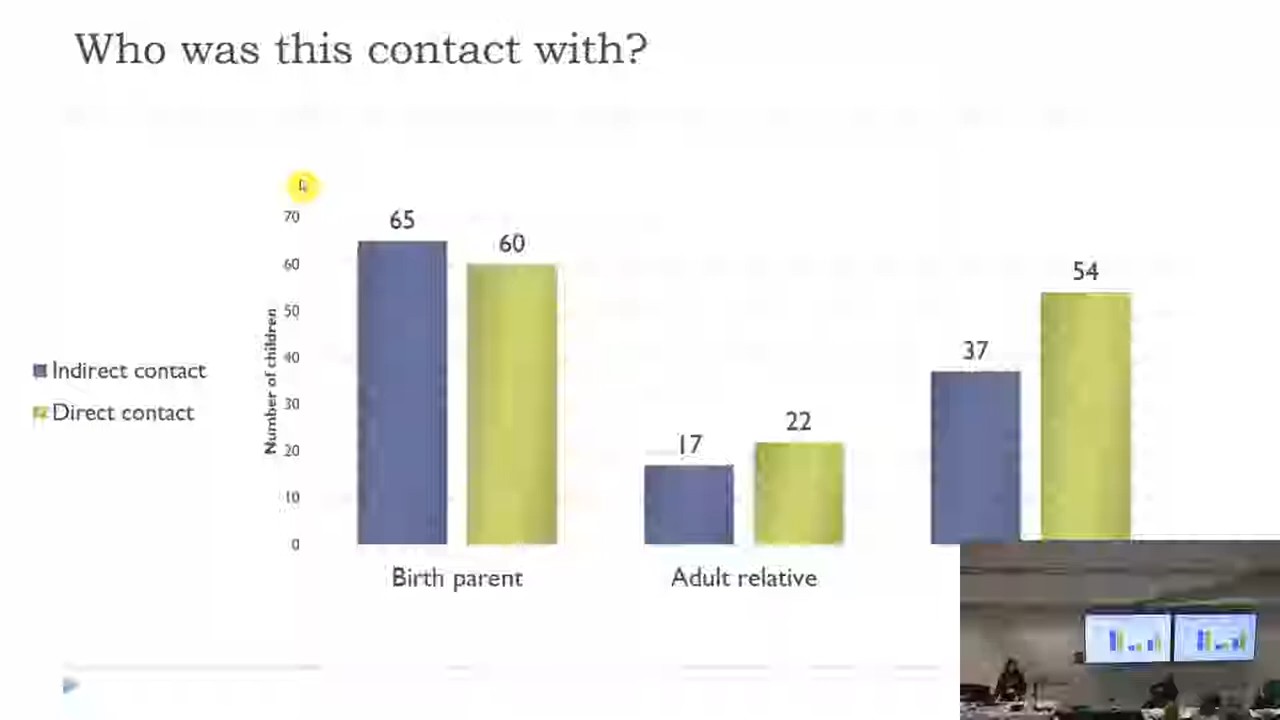 Who was this contact with?
70
65
60
60
54
50
40
37
Indirect contact
Number of children
Direct contact
30
22
20
17
10
0
Birth parent
Adult relative